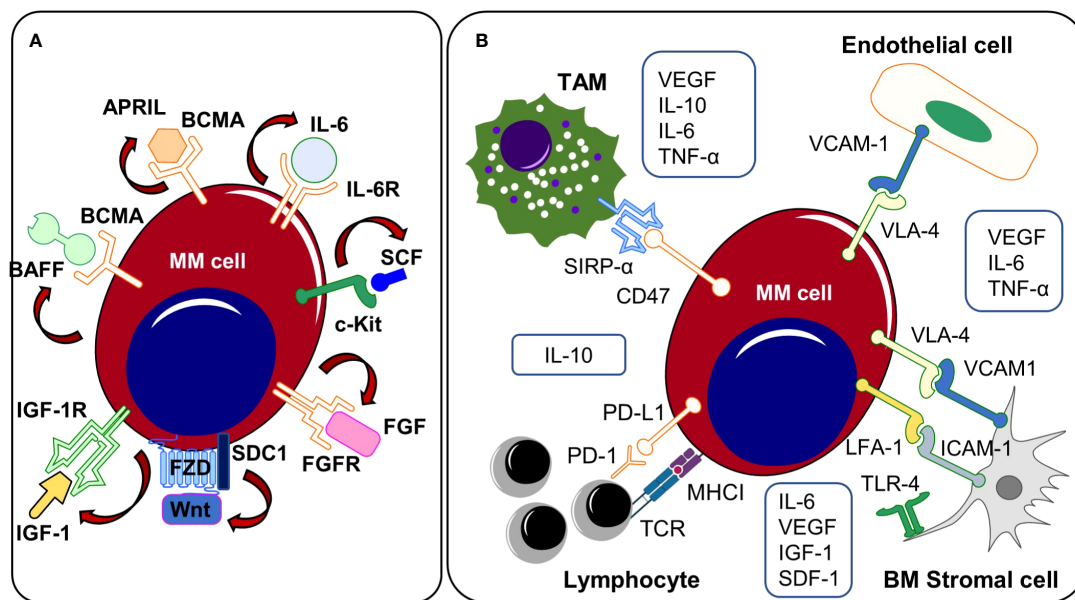 A
APRIL
BCMA
IL-6
IL-6R
BCMA
BAFF
MM cell
SCF
c-Kit
IGF-1R
FGF
FGFR
SDC1
FZD
Wnt
IGF-1
B
Endothelial cell
TAM
VEGF
IL-10
IL-6
TNF-α
VCAM-1
VLA-4
SIRP-α
CD47
VEGF
IL-6
TNF-α
MM cell
VLA-4
VCAM1
IL-10
PD-L1
PD-1
LFA-1
ICAM-1
TLR-4
MHCI
TCR
IL-6
VEGF
IGF-1
SDF-1
Lymphocyte
BM Stromal cell